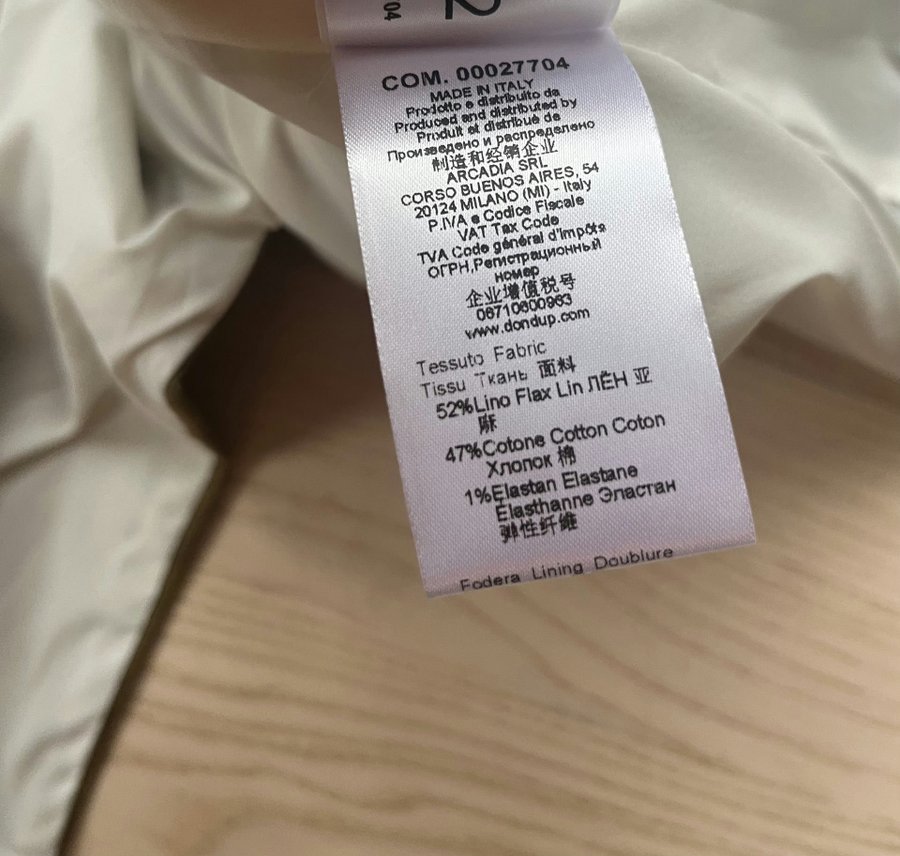 04
2
COM. 00027704
MADE IN ITALY
Prodotto e distribuito da
Produced and distributed by
Produit et distribué de
Произведено и распределено
制造和经销企业
ARCADIA SRL
CORSO BUENOS AIRES, 54
20124 MILANO (MI) - Italy
P.IVA e Codice Fiscale
VAT Tax Code
TVA Code général d'impôts
ОГРН,Регистрационный
номер
企业增值税号
06710600963
www.dondup.com
Tessuto Fabric
Tissu Ткань 面料
52%Lino Flax Lin ЛЁН 亚
麻
47%Cotone Cotton Coton
Хлопок 棉
1%Elastan Elastane
Élasthanne Эластан
弹性纤维
Fodera Lining Doublure